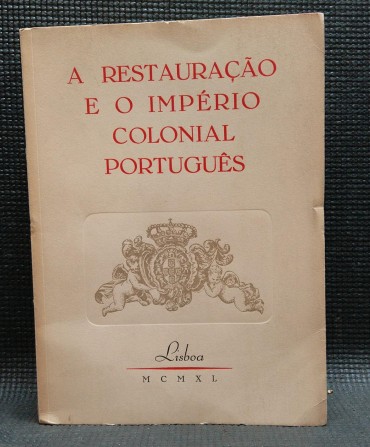 A RESTAURAÇÃO
E O IMPÉRIO
COLONIAL
PORTUGUÊS
Lisboa
MCMXL